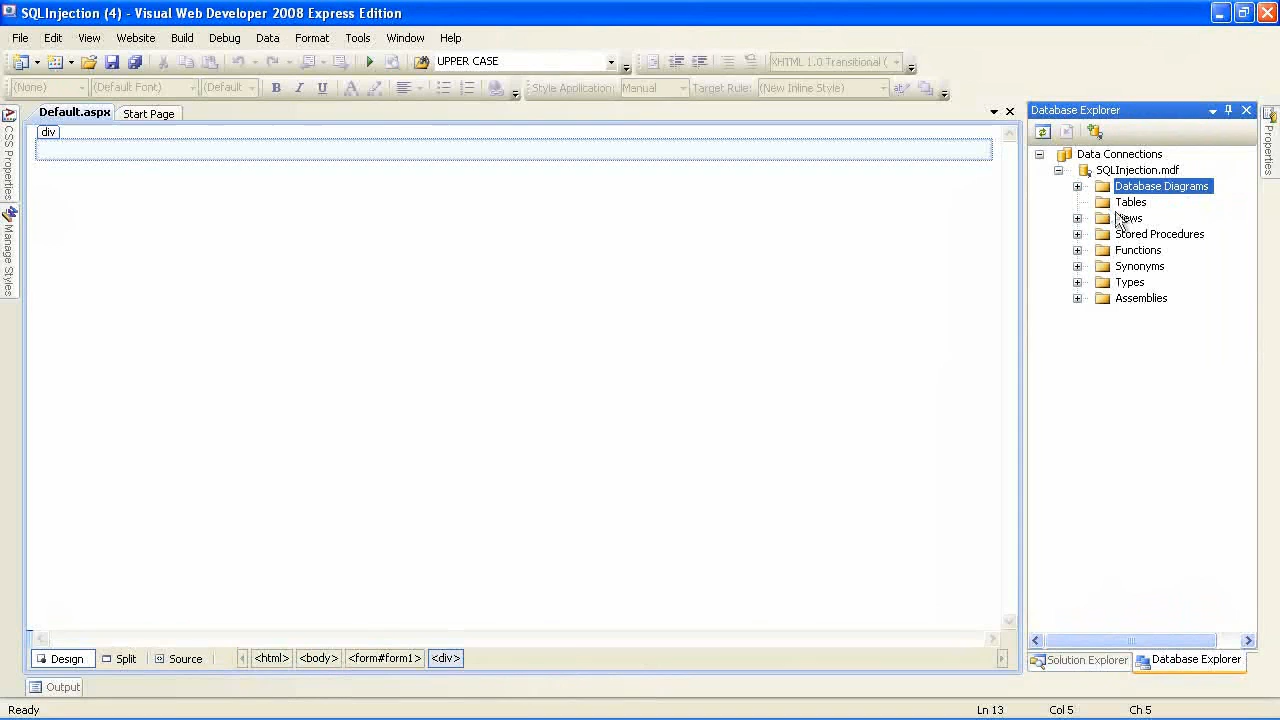 SQLInjection (4) - Visual Web Developer 2008 Express Edition
File Edit View Website Build Debug Data Format Tools Window Help
UPPER CASE XHTML 1.0 Transitional (
(None) (Default Font) (Default B I U A Style Application: Manual Target Rule: (New Inline Style)
Default.aspx Start Page
div
CSS Properties
Manage Styles
Database Explorer
Data Connections
SQLInjection.mdf
Database Diagrams
Tables
Stored Procedures
Functions
Synonyms
Types
Assemblies
Properties
Design Split Source <html> <form#form1> <div>
Solution Explorer Database Explorer
Output
Ready Ln 13 Col 5 Ch 5